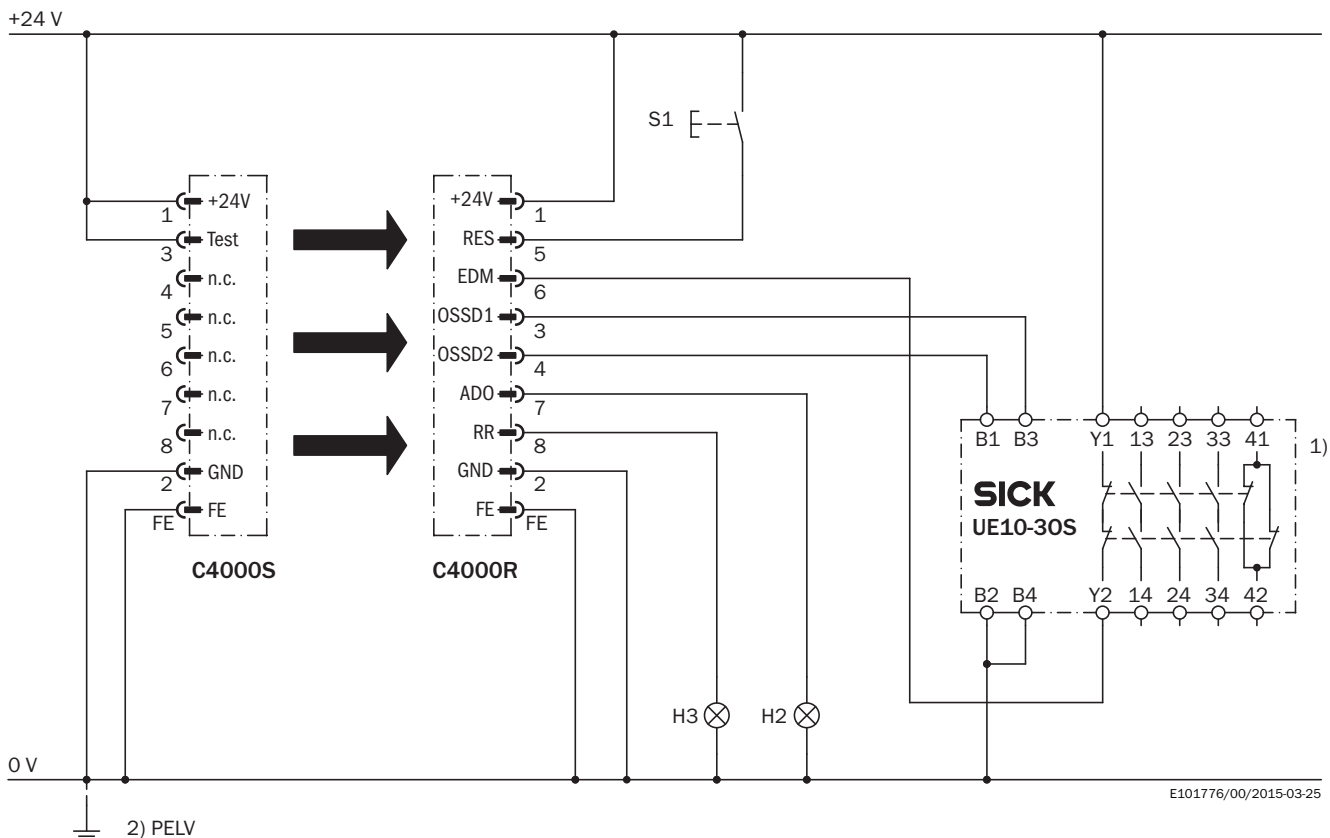 +24 V
S1
+24V
1
Test
3
n.c.
4
n.c.
5
n.c.
6
n.c.
7
n.c.
8
GND
2
FE
FE
C4000S
+24V
1
RES
5
EDM
6
OSSD1
3
OSSD2
4
ADO
7
RR
8
GND
2
FE
FE
C4000R
B1 B3 Y1 13 23 33 41
1)
SICK
UE10-30S
B2 B4 Y2 14 24 34 42
H3
H2
0 V
E101776/00/2015-03-25
2) PELV